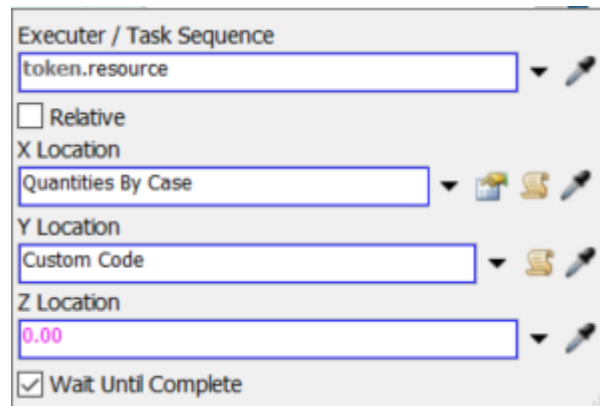 Executer / Task Sequence
token.resource
Relative
X Location
Quantities By Case
Y Location
Custom Code
Z Location
0.00
Wait Until Complete